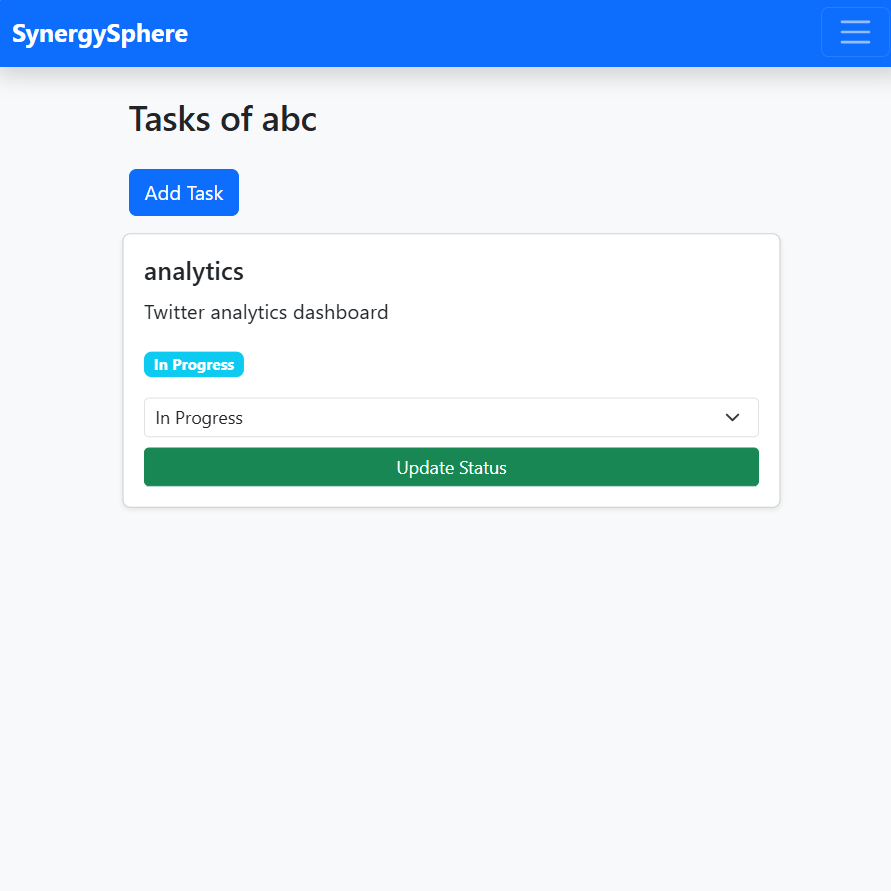 SynergySphere
Tasks of abc
Add Task
analytics
Twitter analytics dashboard
In Progress
In Progress
Update Status